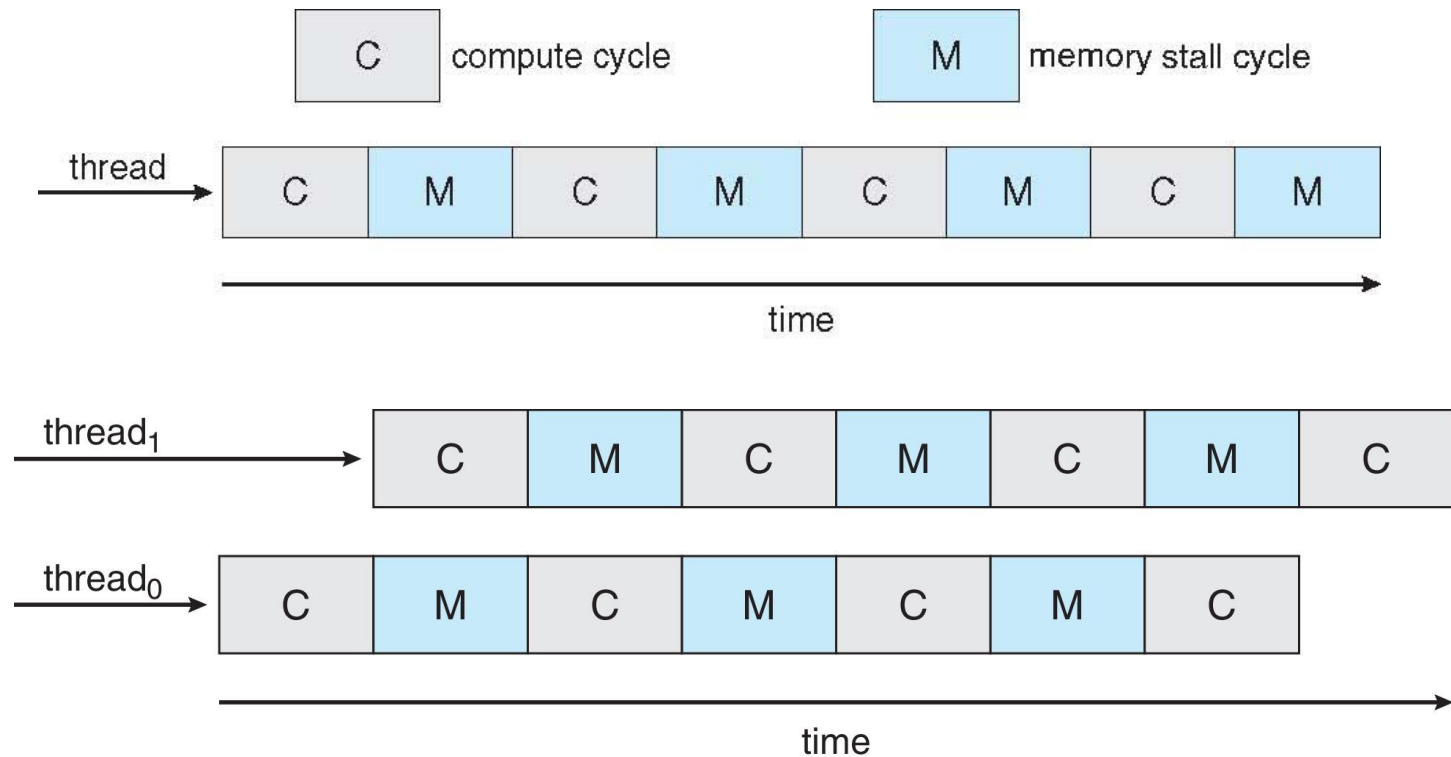 C compute cycle M memory stall cycle
thread C M C M C M C M
time
thread₁ C M C M C M C
thread₀ C M C M C M C
time